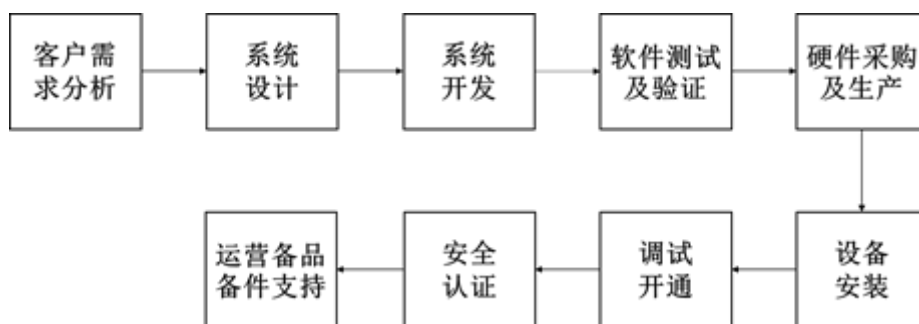 客户需
求分析
系统
设计
系统
开发
软件测试
及验证
硬件采购
及生产
设备
安装
调试
开通
安全
认证
运营备品
备件支持